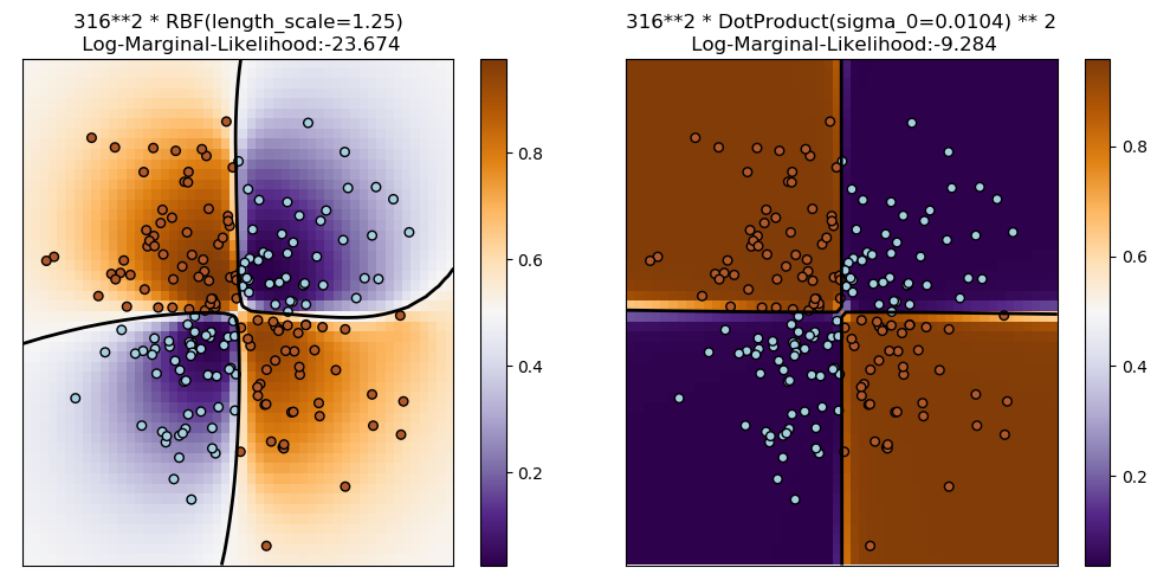 316**2 * RBF(length_scale=1.25)
Log-Marginal-Likelihood:-23.674
0.8
0.6
0.4
0.2
316**2 * DotProduct(sigma_0=0.0104) ** 2
Log-Marginal-Likelihood:-9.284
0.8
0.6
0.4
0.2